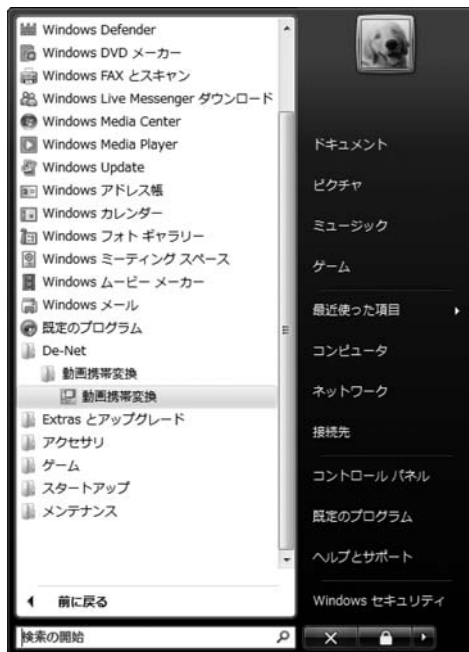 Windows Defender
Windows DVD メーカー
Windows FAX とスキャン
Windows Live Messenger ダウンロード
Windows Media Center
Windows Media Player
Windows Update
Windows アドレス帳
Windows カレンダー
Windows フォト ギャラリー
Windows ミーティング スペース
Windows ムービー メーカー
Windows メール
既定のプログラム
De-Net
動画携帯変換
動画携帯変換
Extras とアップグレード
アクセサリ
ゲーム
スタートアップ
メンテナンス
前に戻る
検索の開始
ドキュメント
ピクチャ
ミュージック
ゲーム
最近使った項目
コンピュータ
ネットワーク
接続先
コントロール パネル
既定のプログラム
ヘルプとサポート
Windows セキュリティ